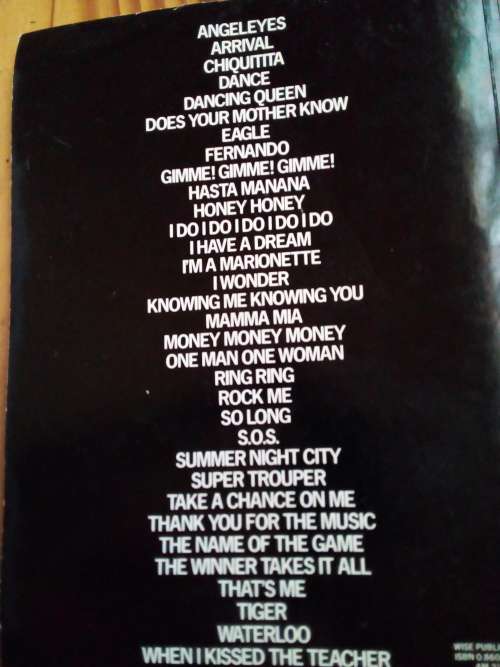 ANGELEYES
ARRIVAL
CHIQUITITA
DANCE
DANCING QUEEN
DOES YOUR MOTHER KNOW
EAGLE
FERNANDO
GIMME! GIMME! GIMME!
HASTA MANANA
HONEY HONEY
I DO I DO I DO I DO I DO
I HAVE A DREAM
I'M A MARIONETTE
I WONDER
KNOWING ME KNOWING YOU
MAMMA MIA
MONEY MONEY MONEY
ONE MAN ONE WOMAN
RING RING
ROCK ME
SO LONG
S.O.S.
SUMMER NIGHT CITY
SUPER TROUPER
TAKE A CHANCE ON ME
THANK YOU FOR THE MUSIC
THE NAME OF THE GAME
THE WINNER TAKES IT ALL
THAT'S ME
TIGER
WATERLOO
WHEN I KISSED THE TEACHER
WISE
ISBN